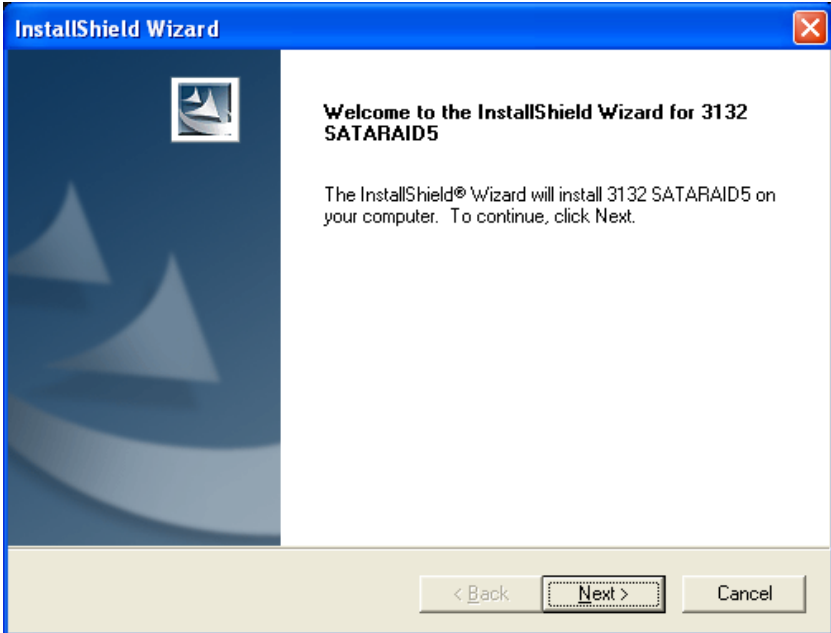 InstallShield Wizard
Welcome to the InstallShield Wizard for 3132
SATARAID5
The InstallShield® Wizard will install 3132 SATARAID5 on
your computer.  To continue, click Next.
< Back
Next >
Cancel